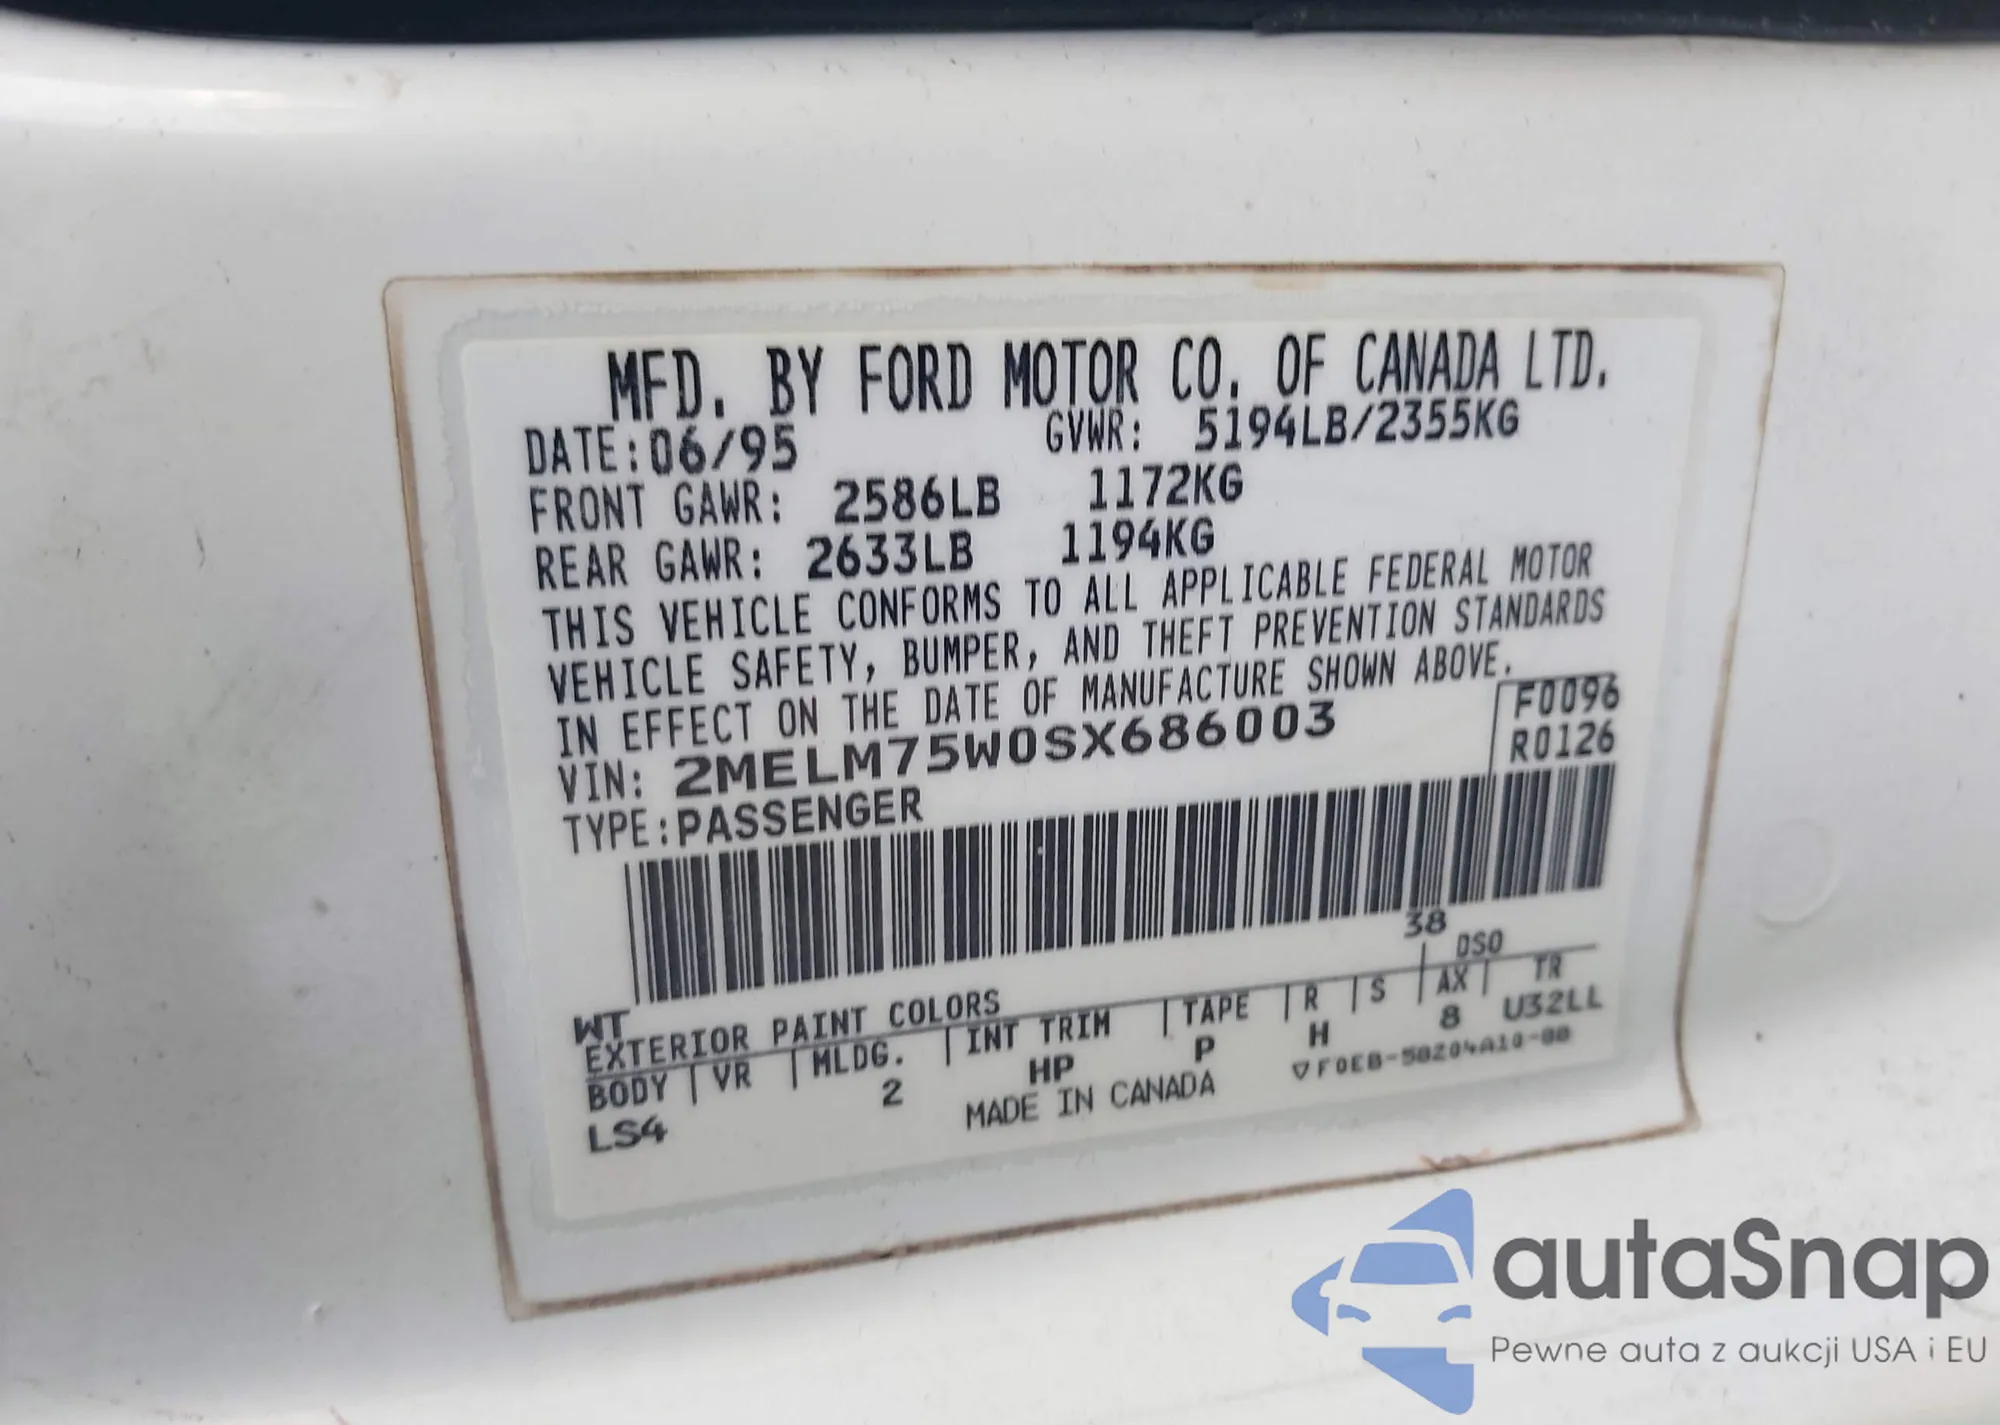 MFD. BY FORD MOTOR CO. OF CANADA LTD.
DATE: 06/95 GVWR: 5194LB/2355KG
FRONT GAWR: 2586LB 1172KG
REAR GAWR: 2633LB 1194KG
THIS VEHICLE CONFORMS TO ALL APPLICABLE FEDERAL MOTOR
VEHICLE SAFETY, BUMPER, AND THEFT PREVENTION STANDARDS
IN EFFECT ON THE DATE OF MANUFACTURE SHOWN ABOVE.
F0096
VIN: 2MELM75W0SX686003
R0126
TYPE: PASSENGER
38
WT DSO
EXTERIOR PAINT COLORS
BODY | VR | MLDG. | INT TRIM | TAPE | R | S | AX | TR
LS4 2 HP P H 8 U32LL
MADE IN CANADA ▽F0EB-58204A10-BB
autaSnap
Pewne auta z aukcji USA i EU